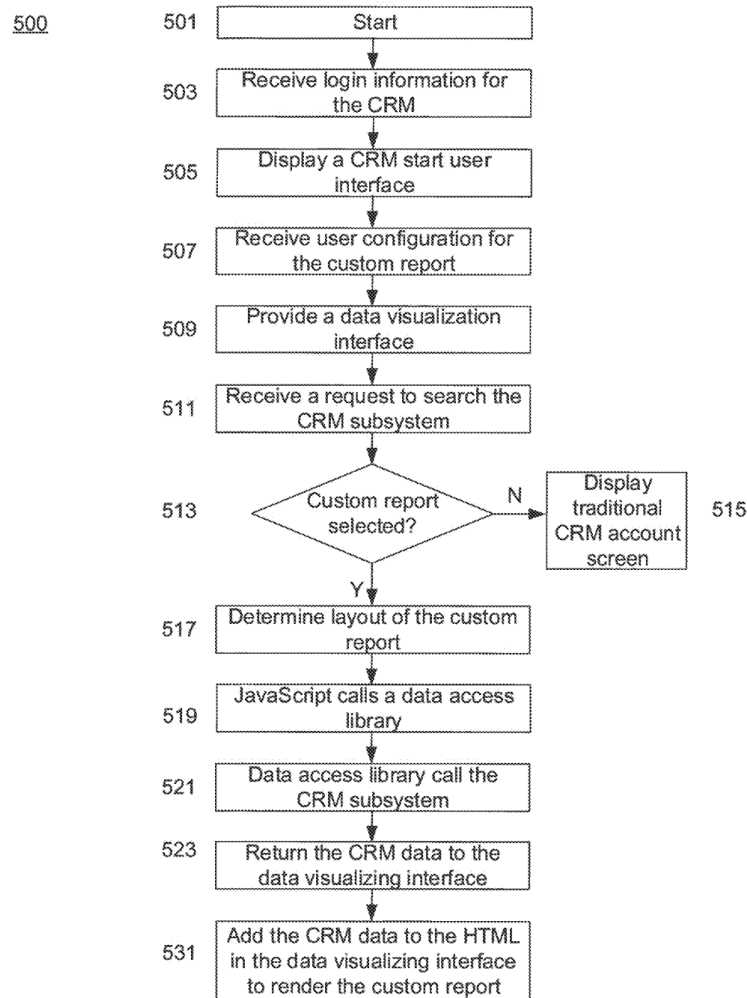 500
501
Start
503
Receive login information for
the CRM
505
Display a CRM start user
interface
507
Receive user configuration for
the custom report
509
Provide a data visualization
interface
511
Receive a request to search the
CRM subsystem
513
Custom report
selected?
N
Display
traditional
CRM account
screen
515
Y
517
Determine layout of the custom
report
519
JavaScript calls a data access
library
521
Data access library call the
CRM subsystem
523
Return the CRM data to the
data visualizing interface
531
Add the CRM data to the HTML
in the data visualizing interface
to render the custom report